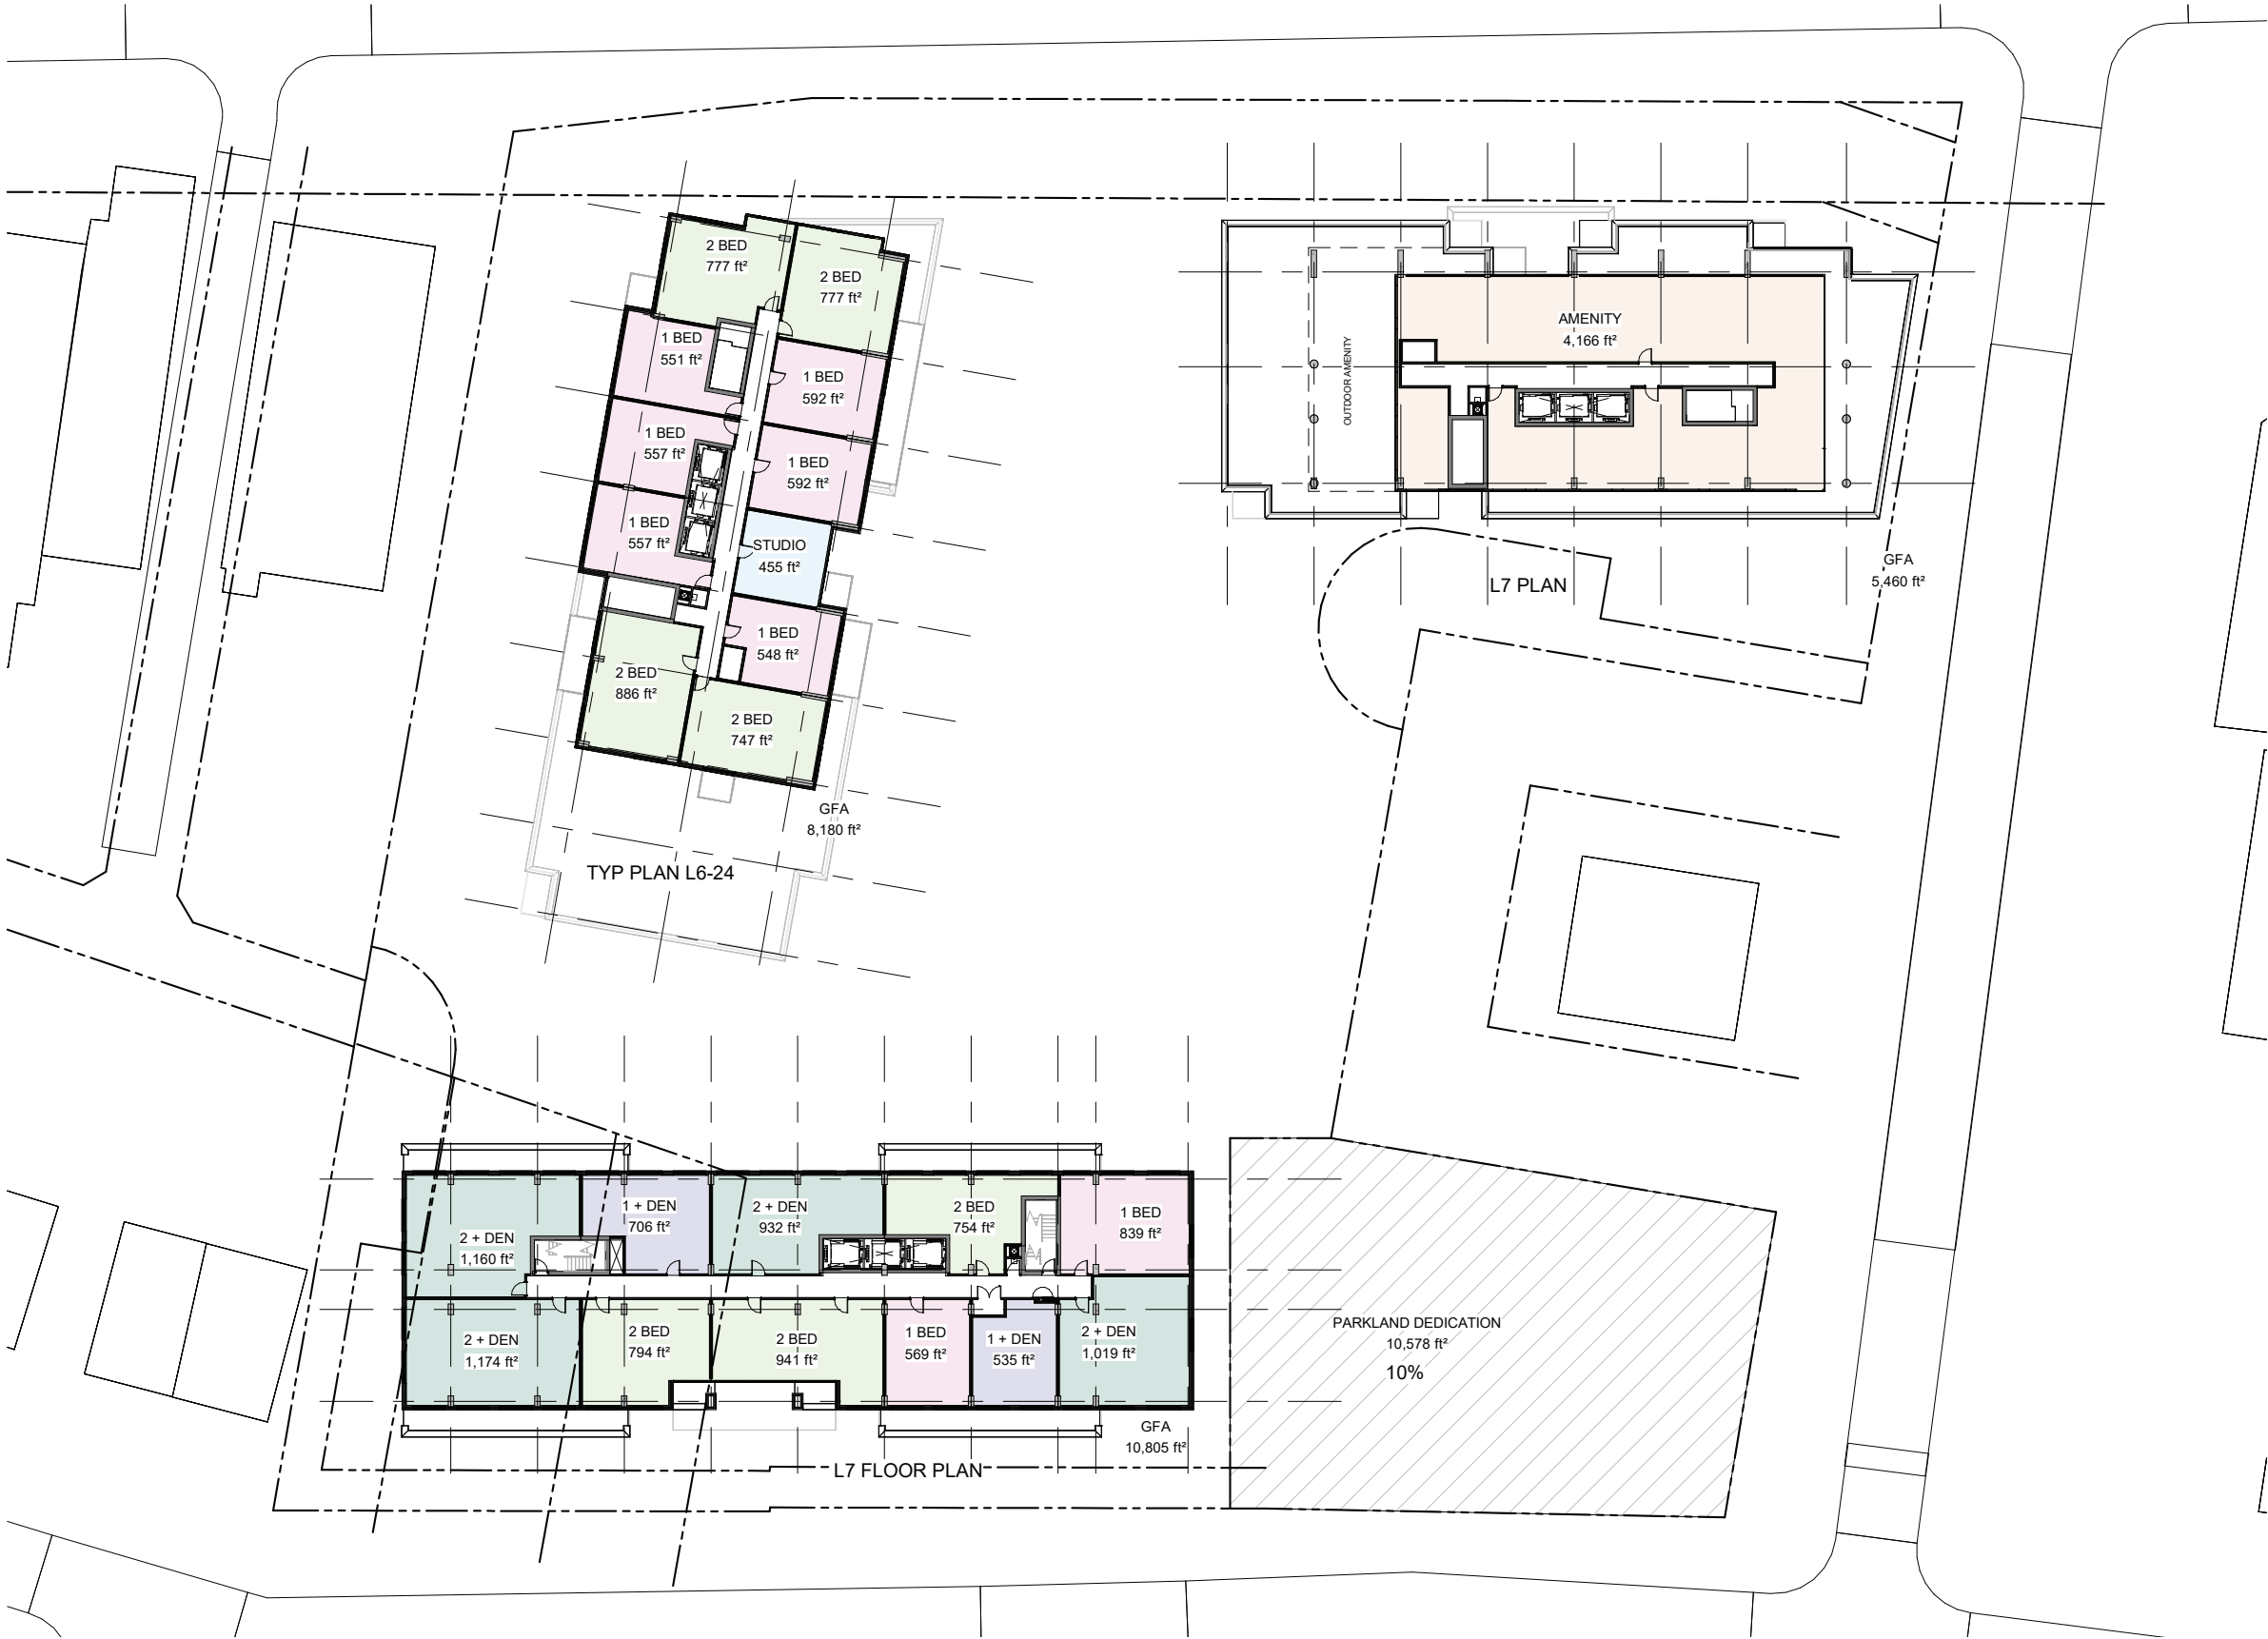 2 BED
777 ft²
2 BED
777 ft²
1 BED
551 ft²
1 BED
592 ft²
1 BED
557 ft²
1 BED
592 ft²
1 BED
557 ft²
STUDIO
455 ft²
1 BED
548 ft²
2 BED
886 ft²
2 BED
747 ft²
GFA
8,180 ft²
TYP PLAN L6-24
AMENITY
4,166 ft²
OUTDOOR AMENITY
GFA
5,460 ft²
L7 PLAN
2 + DEN
1,160 ft²
1 + DEN
706 ft²
2 + DEN
932 ft²
2 BED
754 ft²
1 BED
839 ft²
2 + DEN
1,174 ft²
2 BED
794 ft²
2 BED
941 ft²
1 BED
569 ft²
1 + DEN
535 ft²
2 + DEN
1,019 ft²
GFA
10,805 ft²
L7 FLOOR PLAN
PARKLAND DEDICATION
10,578 ft²
10%